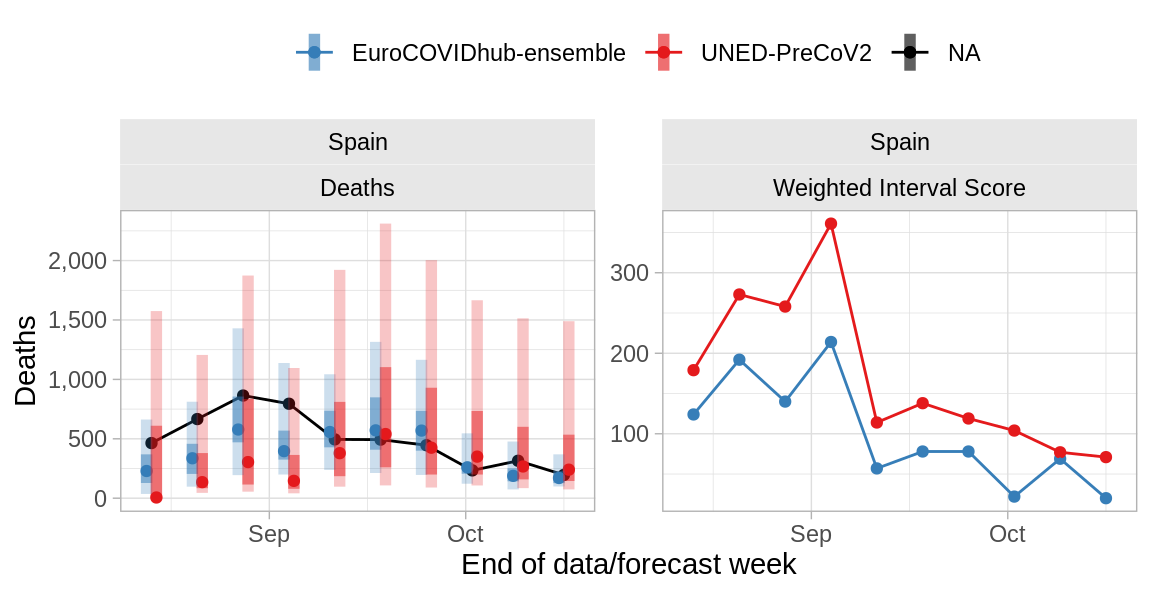 EuroCOVIDhub-ensemble UNED-PreCoV2 NA
Spain
Deaths
Deaths
2,000
1,500
1,000
500
0
Sep Oct
Spain
Weighted Interval Score
300
200
100
Sep Oct
End of data/forecast week